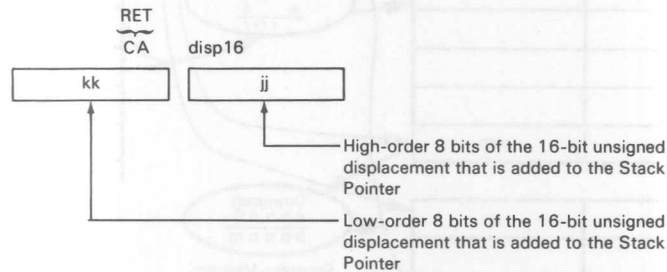 RET
CA disp16
kk jj
High-order 8 bits of the 16-bit unsigned
displacement that is added to the Stack
Pointer
Low-order 8 bits of the 16-bit unsigned
displacement that is added to the Stack
Pointer